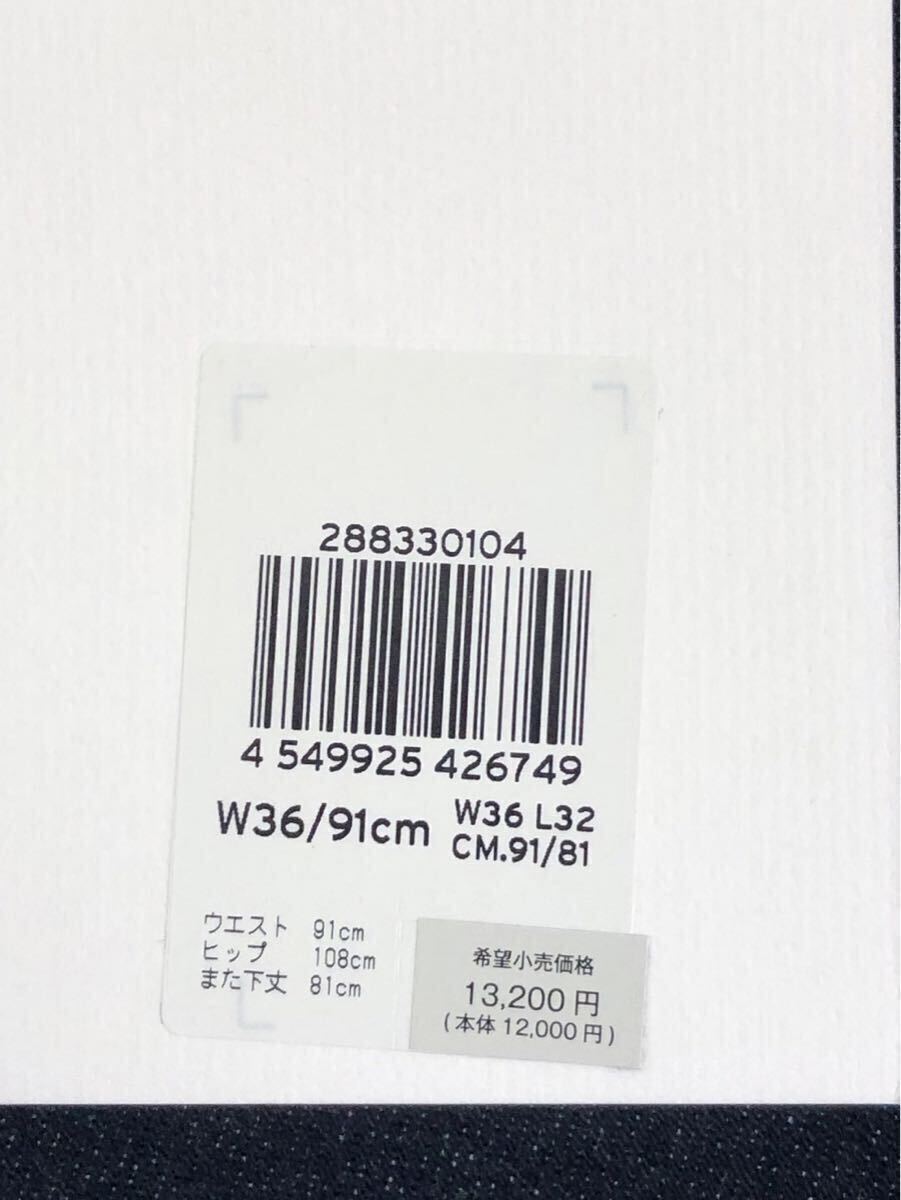 288330104
4 549925 426749
W36/91cm
W36 L32
CM.91/81
ウエスト 91cm
ヒップ 108cm
また下丈 81cm
希望小売価格
13,200円
(本体12,000円)